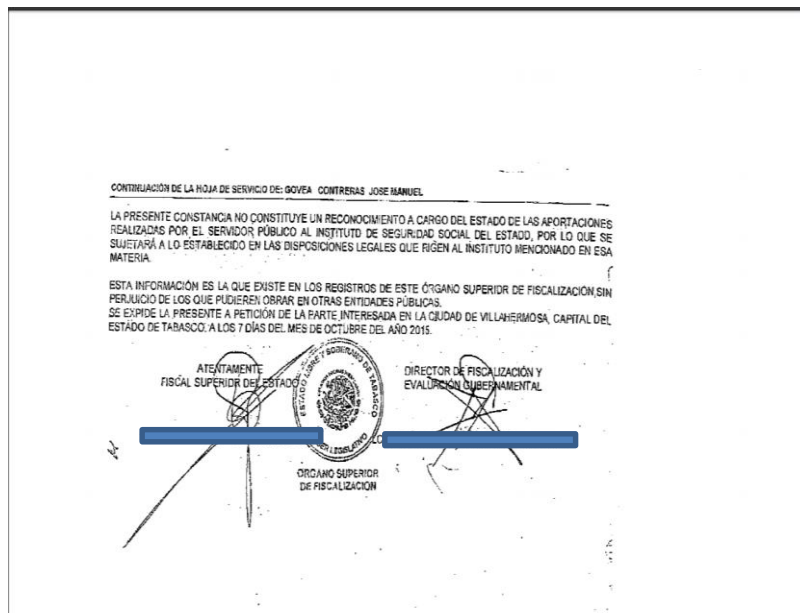 CONTINUACIÓN DE LA HOJA DE SERVICIO DE: GOVEA CONTRERAS JOSE MANUEL
LA PRESENTE CONSTANCIA NO CONSTITUYE UN RECONOCIMIENTO A CARGO DEL ESTADO DE LAS APORTACIONES
REALIZADAS POR EL SERVIDOR PÚBLICO AL INSTITUTO DE SEGURIDAD SOCIAL DEL ESTADO, POR LO QUE SE
SUJETARÁ A LO ESTABLECIDO EN LAS DISPOSICIONES LEGALES QUE RIGEN AL INSTITUTO MENCIONADO EN ESA
MATERIA.
ESTA INFORMACIÓN ES LA QUE EXISTE EN LOS REGISTROS DE ESTE ÓRGANO SUPERIOR DE FISCALIZACIÓN, SIN
PERJUICIO DE LOS QUE PUDIEREN OBRAR EN OTRAS ENTIDADES PÚBLICAS.
SE EXPIDE LA PRESENTE A PETICIÓN DE LA PARTE INTERESADA EN LA CIUDAD DE VILLAHERMOSA, CAPITAL DEL
ESTADO DE TABASCO, A LOS 7 DÍAS DEL MES DE OCTUBRE DEL AÑO 2015.
ATENTAMENTE
FISCAL SUPERIOR DEL ESTADO
ESTADO LIBRE Y SOBERANO DE TABASCO
PODER LEGISLATIVO
DIRECTOR DE FISCALIZACIÓN Y
EVALUACIÓN GUBERNAMENTAL
ÓRGANO SUPERIOR
DE FISCALIZACIÓN